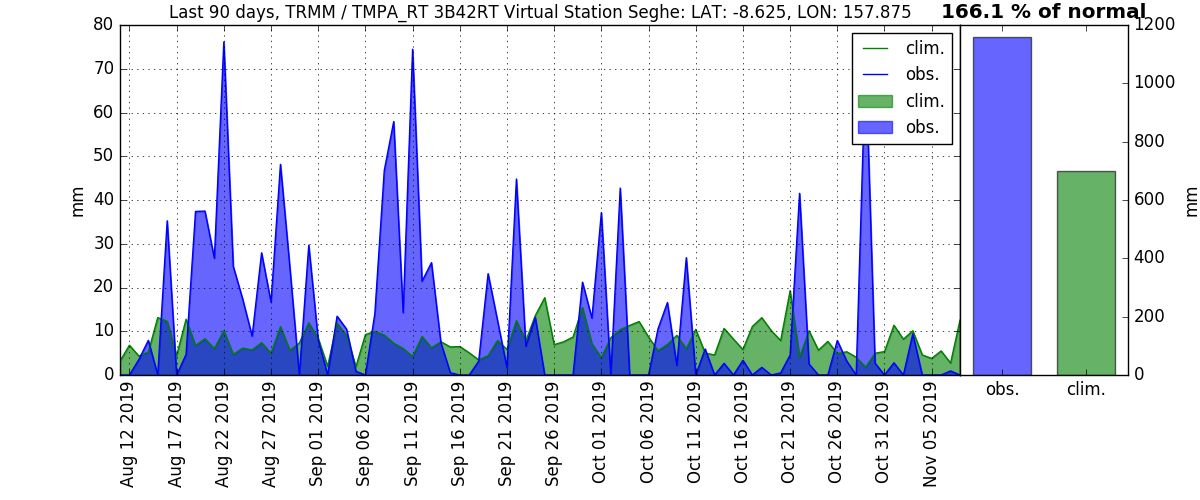 Last 90 days, TRMM / TMPA_RT 3B42RT Virtual Station Seghe: LAT: -8.625, LON: 157.875
166.1 % of normal
80
70
60
50
40
30
20
10
0
mm
clim.
obs.
clim.
obs.
1200
1000
800
600
400
200
0
mm
Aug 12 2019
Aug 17 2019
Aug 22 2019
Aug 27 2019
Sep 01 2019
Sep 06 2019
Sep 11 2019
Sep 16 2019
Sep 21 2019
Sep 26 2019
Oct 01 2019
Oct 06 2019
Oct 11 2019
Oct 16 2019
Oct 21 2019
Oct 26 2019
Oct 31 2019
Nov 05 2019
obs.
clim.